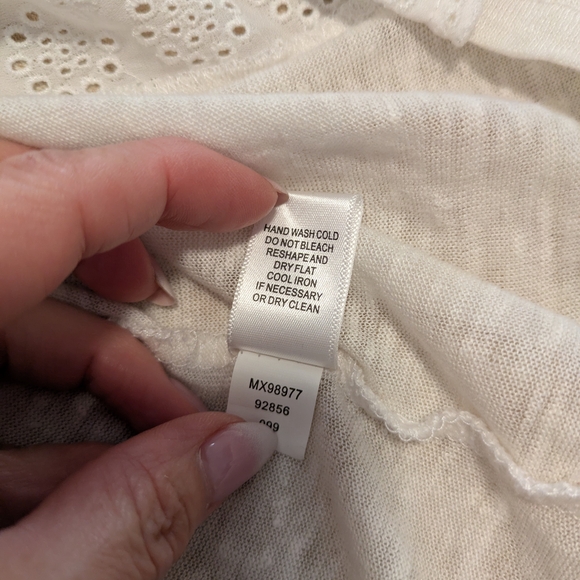 HAND WASH COLD
DO NOT BLEACH
RESHAPE AND
DRY FLAT
COOL IRON
IF NECESSARY
OR DRY CLEAN
MX98977
92856
099